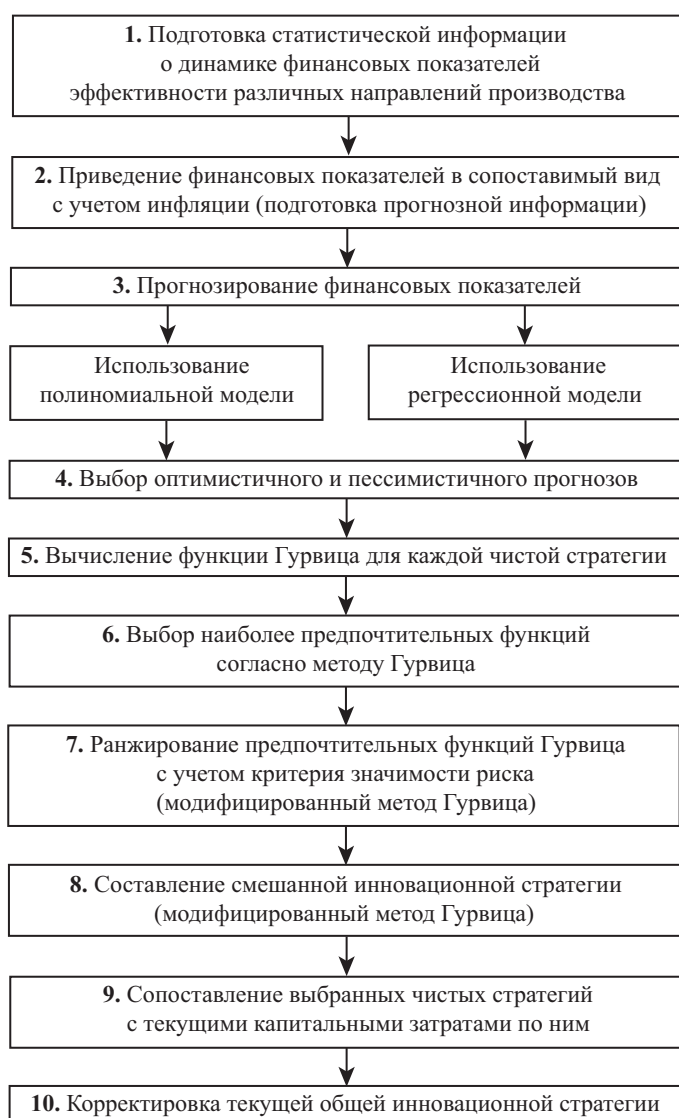 1. Подготовка статистической информации
о динамике финансовых показателей
эффективности различных направлений производства
2. Приведение финансовых показателей в сопоставимый вид
с учетом инфляции (подготовка прогнозной информации)
3. Прогнозирование финансовых показателей
Использование
полиномиальной модели
Использование
регрессионной модели
4. Выбор оптимистичного и пессимистичного прогнозов
5. Вычисление функции Гурвица для каждой чистой стратегии
6. Выбор наиболее предпочтительных функций
согласно методу Гурвица
7. Ранжирование предпочтительных функций Гурвица
с учетом критерия значимости риска
(модифицированный метод Гурвица)
8. Составление смешанной инновационной стратегии
(модифицированный метод Гурвица)
9. Сопоставление выбранных чистых стратегий
с текущими капитальными затратами по ним
10. Корректировка текущей общей инновационной стратегии